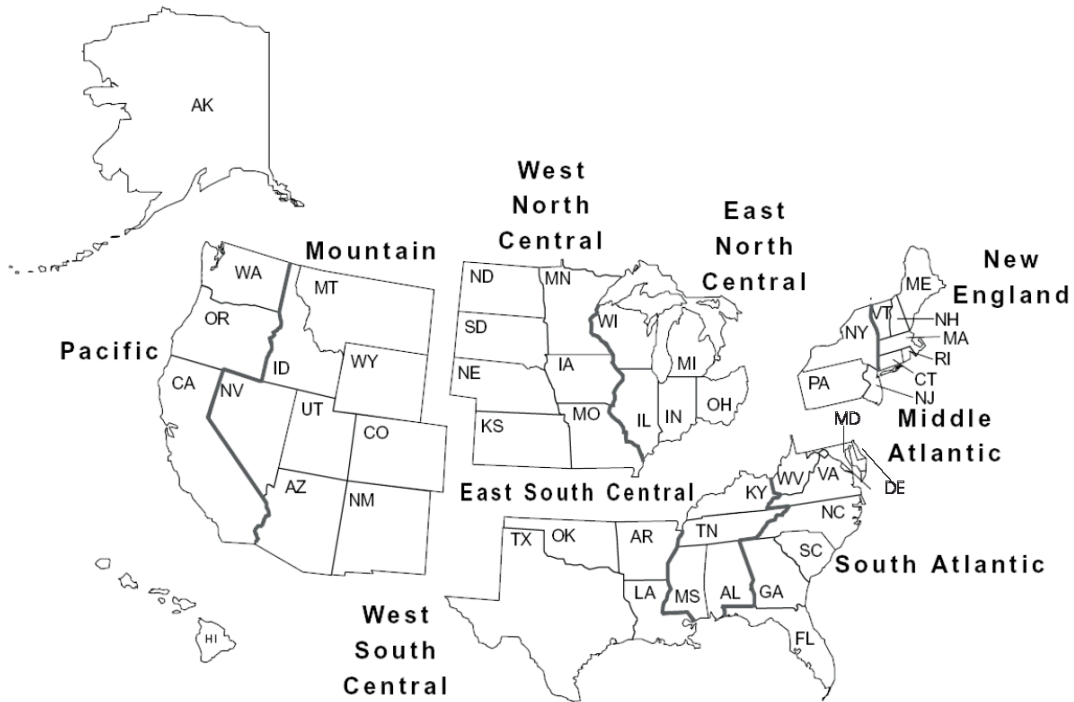 AK
West
North
Central
East
North
Central
Mountain
New
England
Pacific
WA
MT
OR
ID
WY
CA
NV
UT
CO
AZ
NM
HI
ND
MN
SD
WI
IA
NE
MI
MO
KS
IL
IN
OH
ME
VT
NH
NY
MA
RI
CT
PA
NJ
Middle
Atlantic
MD
DE
East South Central
KY
WV
VA
TN
NC
SC
South Atlantic
TX
OK
AR
LA
MS
AL
GA
FL
West
South
Central